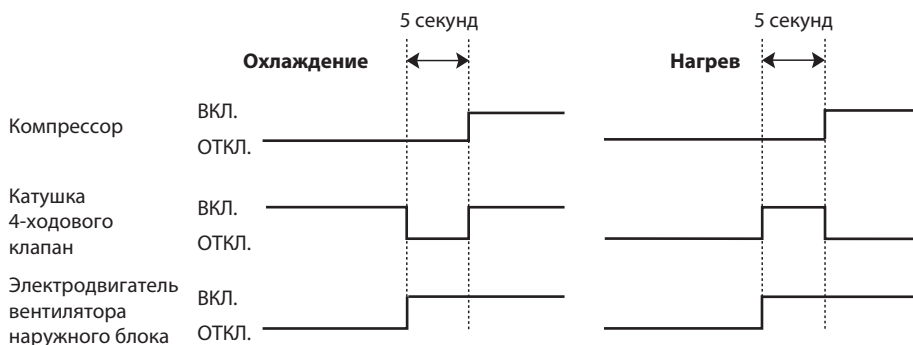 5 секунд
5 секунд
Охлаждение
Нагрев
Компрессор
ВКЛ.
ОТКЛ.
Катушка
4-ходового
клапан
ВКЛ.
ОТКЛ.
Электродвигатель
вентилятора
наружного блока
ВКЛ.
ОТКЛ.